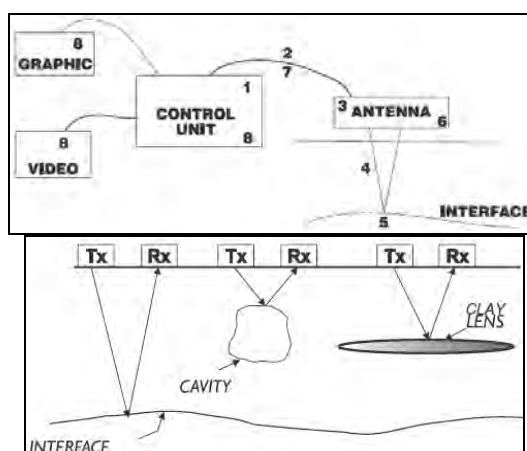 8
GRAPHIC
1
2
7
3 ANTENNA
6
CONTROL
UNIT
8
8
VIDEO
4
INTERFACE
5
Tx Rx Tx Rx Tx Rx
CLAY
LENS
CAVITY
INTERFACE